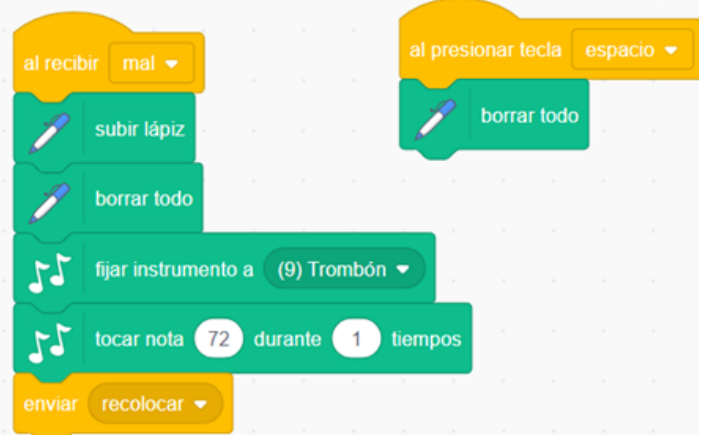 al recibir mal
subir lápiz
borrar todo
fijar instrumento a (9) Trombón
tocar nota 72 durante 1 tiempos
enviar recolocar
al presionar tecla espacio
borrar todo